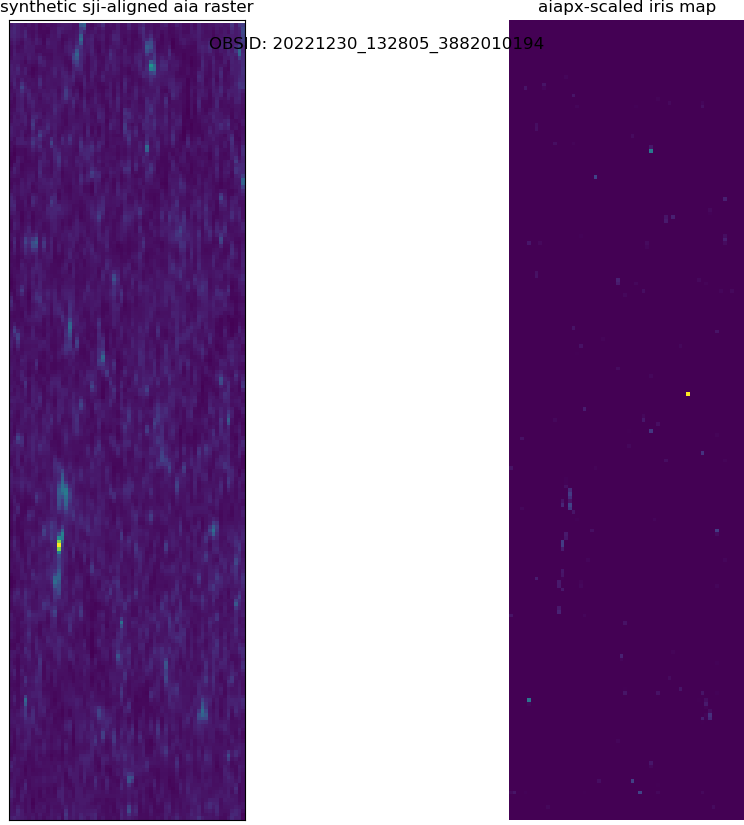 synthetic sji-aligned aia raster
aiapx-scaled iris map
OBSID: 20221230_132805_3882010194